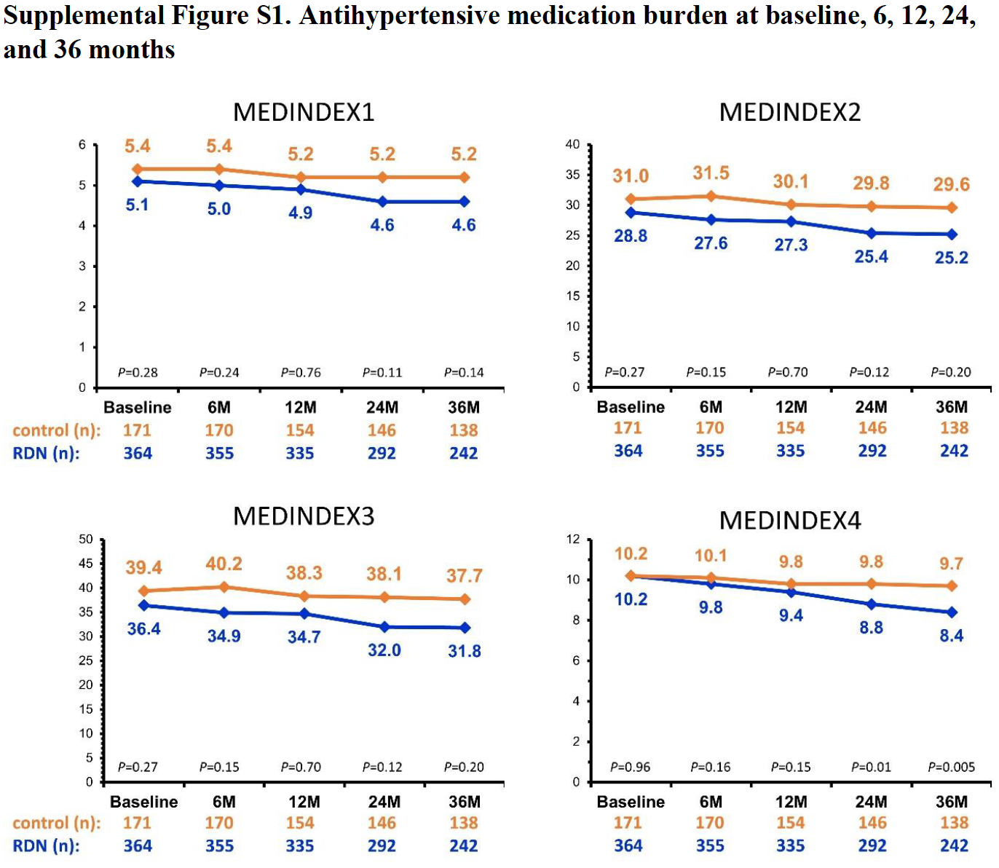 Supplemental Figure S1. Antihypertensive medication burden at baseline, 6, 12, 24,
and 36 months
MEDINDEX1
6
5
4
3
2
1
0
5.4 5.4 5.2 5.2 5.2
5.1 5.0 4.9 4.6 4.6
P=0.28 P=0.24 P=0.76 P=0.11 P=0.14
Baseline 6M 12M 24M 36M
control (n): 171 170 154 146 138
RDN (n): 364 355 335 292 242
MEDINDEX2
40
35
30
25
20
15
10
5
0
31.0 31.5 30.1 29.8 29.6
28.8 27.6 27.3 25.4 25.2
P=0.27 P=0.15 P=0.70 P=0.12 P=0.20
Baseline 6M 12M 24M 36M
171 170 154 146 138
364 355 335 292 242
MEDINDEX3
50
45
40
35
30
25
20
15
10
5
0
39.4 40.2 38.3 38.1 37.7
36.4 34.9 34.7 32.0 31.8
P=0.27 P=0.15 P=0.70 P=0.12 P=0.20
Baseline 6M 12M 24M 36M
control (n): 171 170 154 146 138
RDN (n): 364 355 335 292 242
MEDINDEX4
12
10
8
6
4
2
0
10.2 10.1 9.8 9.8 9.7
10.2 9.8 9.4 8.8 8.4
P=0.96 P=0.16 P=0.15 P=0.01 P=0.005
Baseline 6M 12M 24M 36M
171 170 154 146 138
364 355 335 292 242